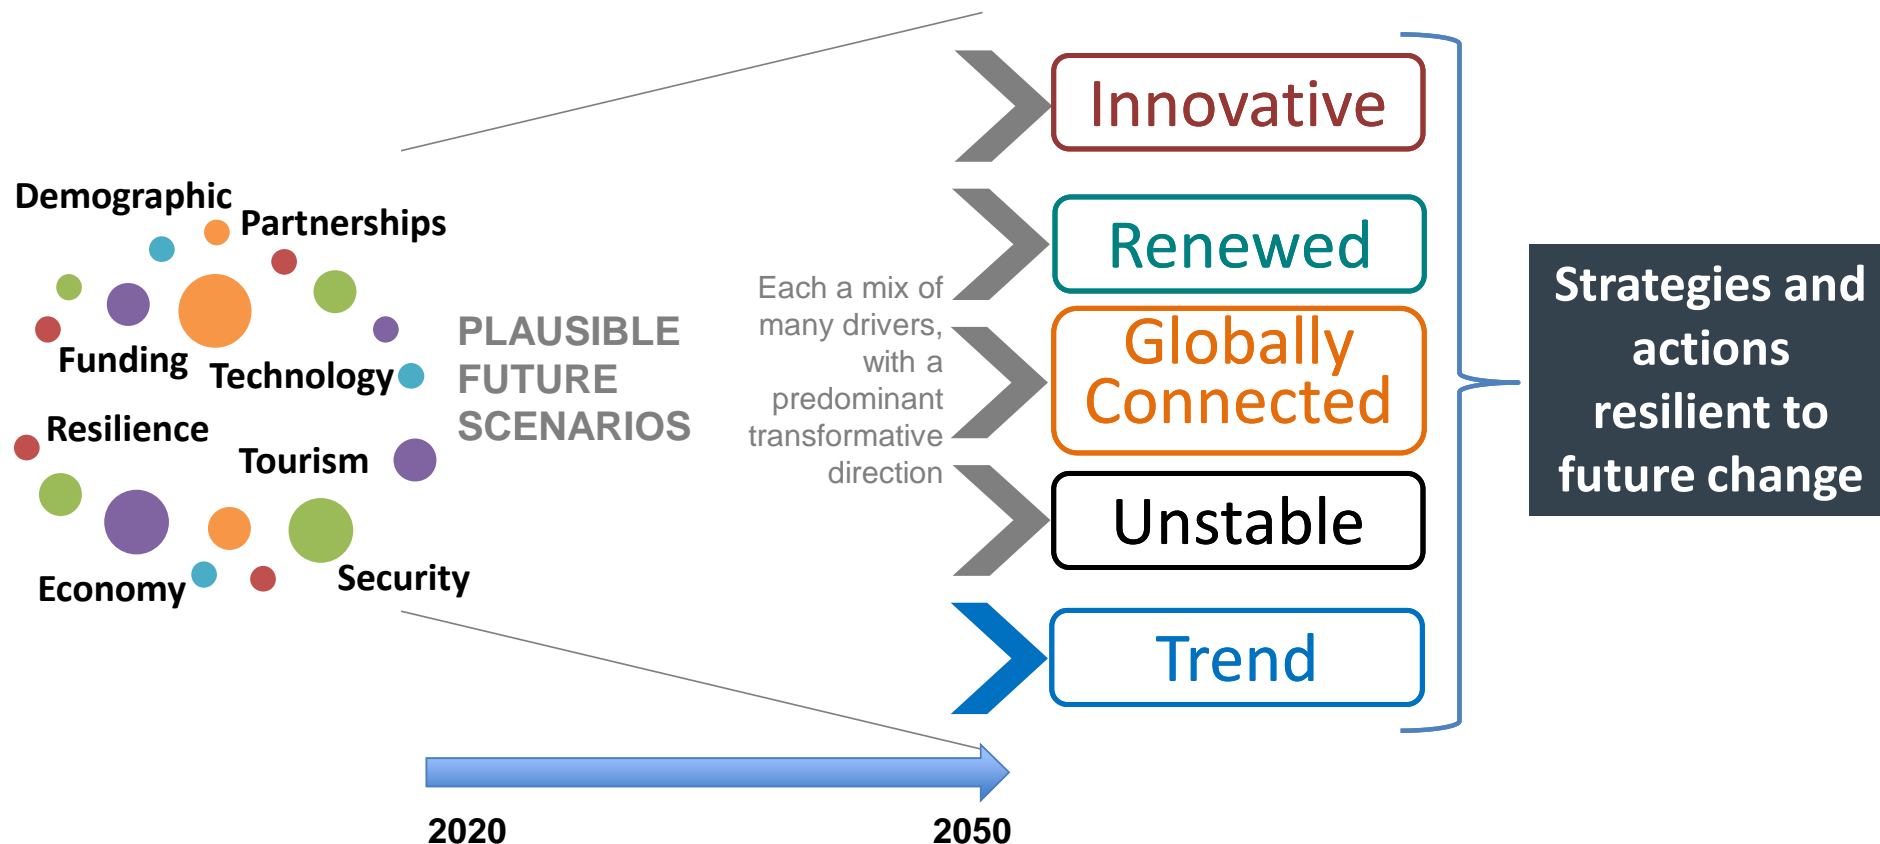 Demographic
Partnerships
Funding
Technology
Resilience
Tourism
Economy
Security
PLAUSIBLE
FUTURE
SCENARIOS
Each a mix of
many drivers,
with a
predominant
transformative
direction
Innovative
Renewed
Globally
Connected
Unstable
Trend
Strategies and
actions
resilient to
future change
2020
2050